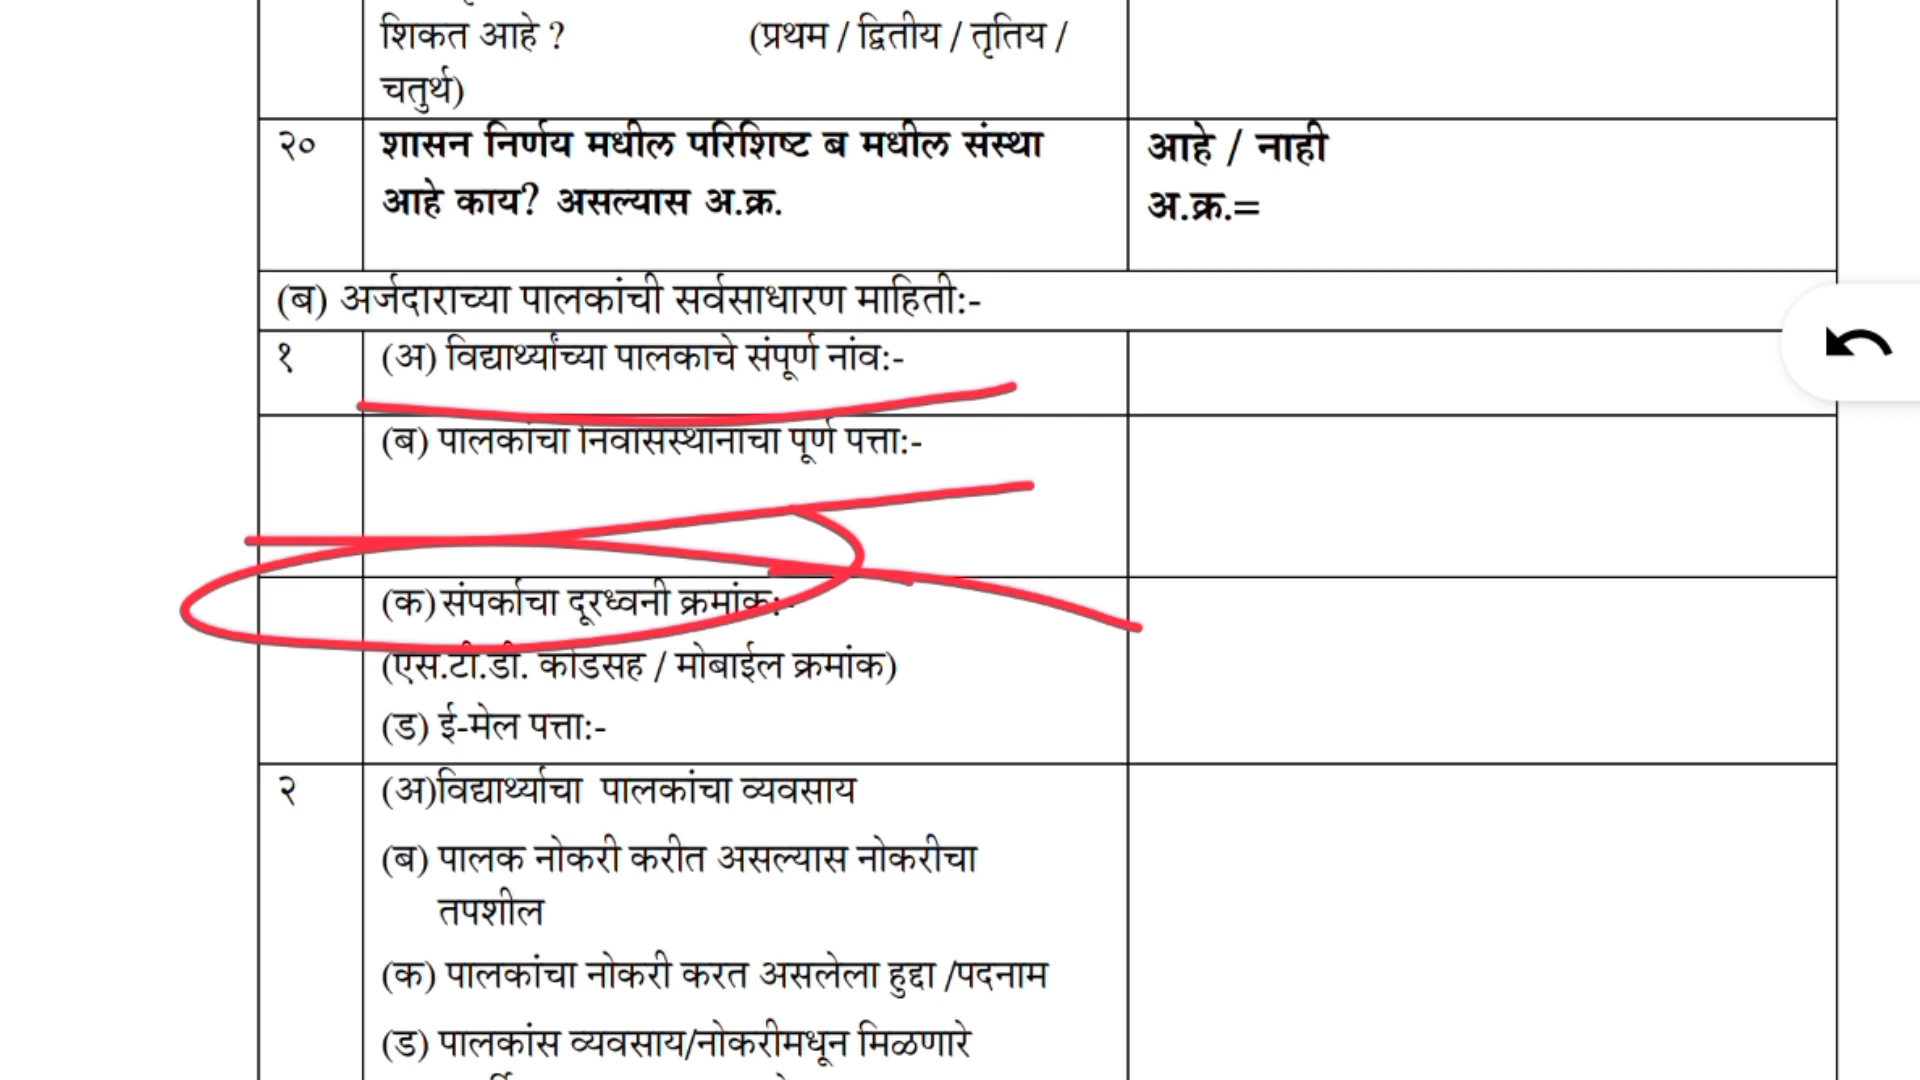 शिकत आहे ? (प्रथम / द्वितीय / तृतिय /
चतुर्थ)
२० शासन निर्णय मधील परिशिष्ट ब मधील संस्था आहे / नाही
आहे काय? असल्यास अ.क्र. अ.क्र.=
(ब) अर्जदाराच्या पालकांची सर्वसाधारण माहिती:-
१ (अ) विद्यार्थ्यांच्या पालकाचे संपूर्ण नांव:-
(ब) पालकांचा निवासस्थानाचा पूर्ण पत्ता:-
(क) संपर्काचा दूरध्वनी क्रमांक:-
(एस.टी.डी. कोडसह / मोबाईल क्रमांक)
(ड) ई-मेल पत्ता:-
२ (अ)विद्यार्थ्याचा पालकांचा व्यवसाय
(ब) पालक नोकरी करीत असल्यास नोकरीचा
तपशील
(क) पालकांचा नोकरी करत असलेला हुद्दा /पदनाम
(ड) पालकांस व्यवसाय/नोकरीमधून मिळणारे